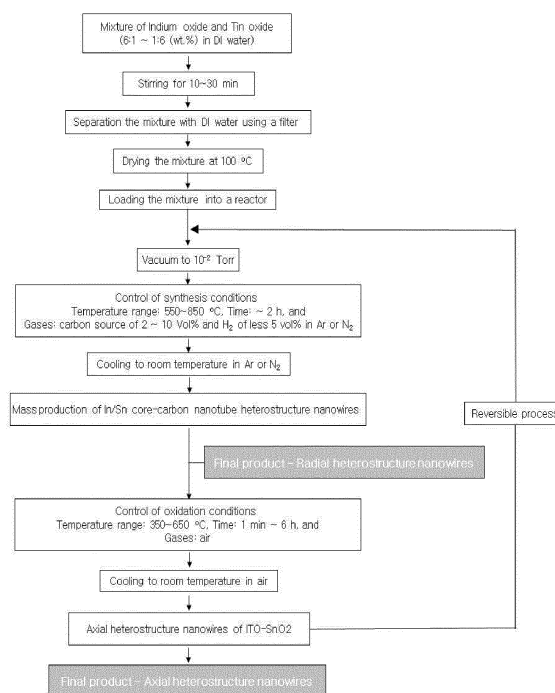 Mixture of Indium oxide and Tin oxide
(6:1 ~ 1:6 (wt.%) in DI water)
Stirring for 10~30 min
Separation the mixture with DI water using a filter
Drying the mixture at 100 ºC
Loading the mixture into a reactor
Vacuum to 10⁻² Torr
Control of synthesis conditions
Temperature range: 550~850 ºC, Time: ~ 2 h, and
Gases: carbon source of 2 ~ 10 Vol% and H₂ of less 5 vol% in Ar or N₂
Cooling to room temperature in Ar or N₂
Mass production of In/Sn core-carbon nanotube heterostructure nanowires
Reversible process
Final product – Radial heterostructure nanowires
Control of oxidation conditions
Temperature range: 350~650 ºC, Time: 1 min ~ 6 h, and
Gases: air
Cooling to room temperature in air
Axial heterostructure nanowires of ITO-SnO2
Final product – Axial heterostructure nanowires